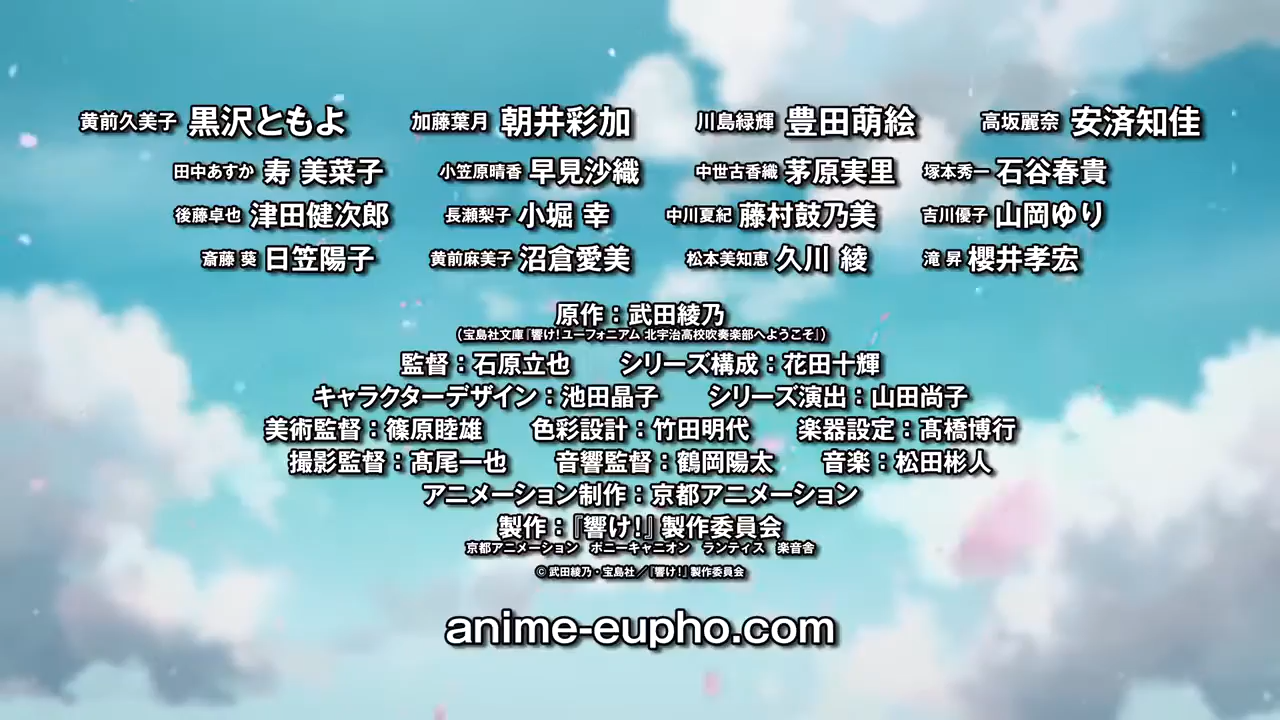 黄前久美子 黒沢ともよ 加藤葉月 朝井彩加 川島緑輝 豊田萌絵 高坂麗奈 安済知佳
田中あすか 寿 美菜子 小笠原晴香 早見沙織 中世古香織 茅原実里 塚本秀一 石谷春貴
後藤卓也 津田健次郎 長瀬梨子 小堀 幸 中川夏紀 藤村鼓乃美 吉川優子 山岡ゆり
斎藤 葵 日笠陽子 黄前麻美子 沼倉愛美 松本美知恵 久川 綾 滝 昇 櫻井孝宏
原作：武田綾乃
（宝島社文庫『響け！ユーフォニアム 北宇治高校吹奏楽部へようこそ』）
監督：石原立也 シリーズ構成：花田十輝
キャラクターデザイン：池田晶子 シリーズ演出：山田尚子
美術監督：篠原睦雄 色彩設計：竹田明代 楽器設定：髙橋博行
撮影監督：髙尾一也 音響監督：鶴岡陽太 音楽：松田彬人
アニメーション制作：京都アニメーション
製作：『響け！』製作委員会
京都アニメーション ポニーキャニオン ランティス 楽音舎
© 武田綾乃・宝島社／『響け！』製作委員会
anime-eupho.com